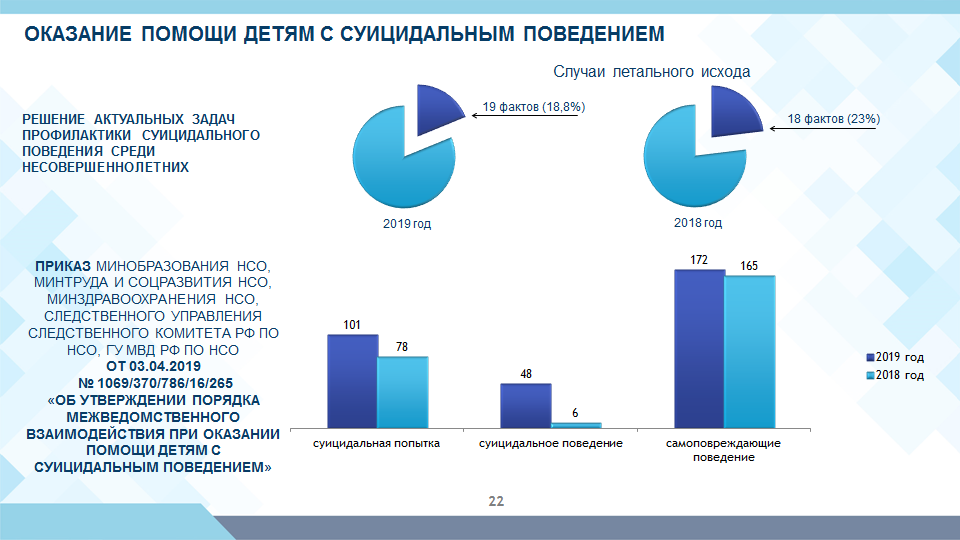 ОКАЗАНИЕ ПОМОЩИ ДЕТЯМ С СУИЦИДАЛЬНЫМ ПОВЕДЕНИЕМ
Случаи летального исхода
РЕШЕНИЕ АКТУАЛЬНЫХ ЗАДАЧ
ПРОФИЛАКТИКИ СУИЦИДАЛЬНОГО
ПОВЕДЕНИЯ СРЕДИ
НЕСОВЕРШЕННОЛЕТНИХ
19 фактов (18,8%)
2019 год
18 фактов (23%)
2018 год
ПРИКАЗ МИНОБРАЗОВАНИЯ НСО,
МИНТРУДА И СОЦРАЗВИТИЯ НСО,
МИНЗДРАВООХРАНЕНИЯ НСО,
СЛЕДСТВЕННОГО УПРАВЛЕНИЯ
СЛЕДСТВЕННОГО КОМИТЕТА РФ ПО
НСО, ГУ МВД РФ ПО НСО
ОТ 03.04.2019
№ 1069/370/786/16/265
«ОБ УТВЕРЖДЕНИИ ПОРЯДКА
МЕЖВЕДОМСТВЕННОГО
ВЗАИМОДЕЙСТВИЯ ПРИ ОКАЗАНИИ
ПОМОЩИ ДЕТЯМ С
СУИЦИДАЛЬНЫМ ПОВЕДЕНИЕМ»
101
78
48
6
172
165
суицидальная попытка
суицидальное поведение
самоповреждающие
поведение
2019 год
2018 год
22